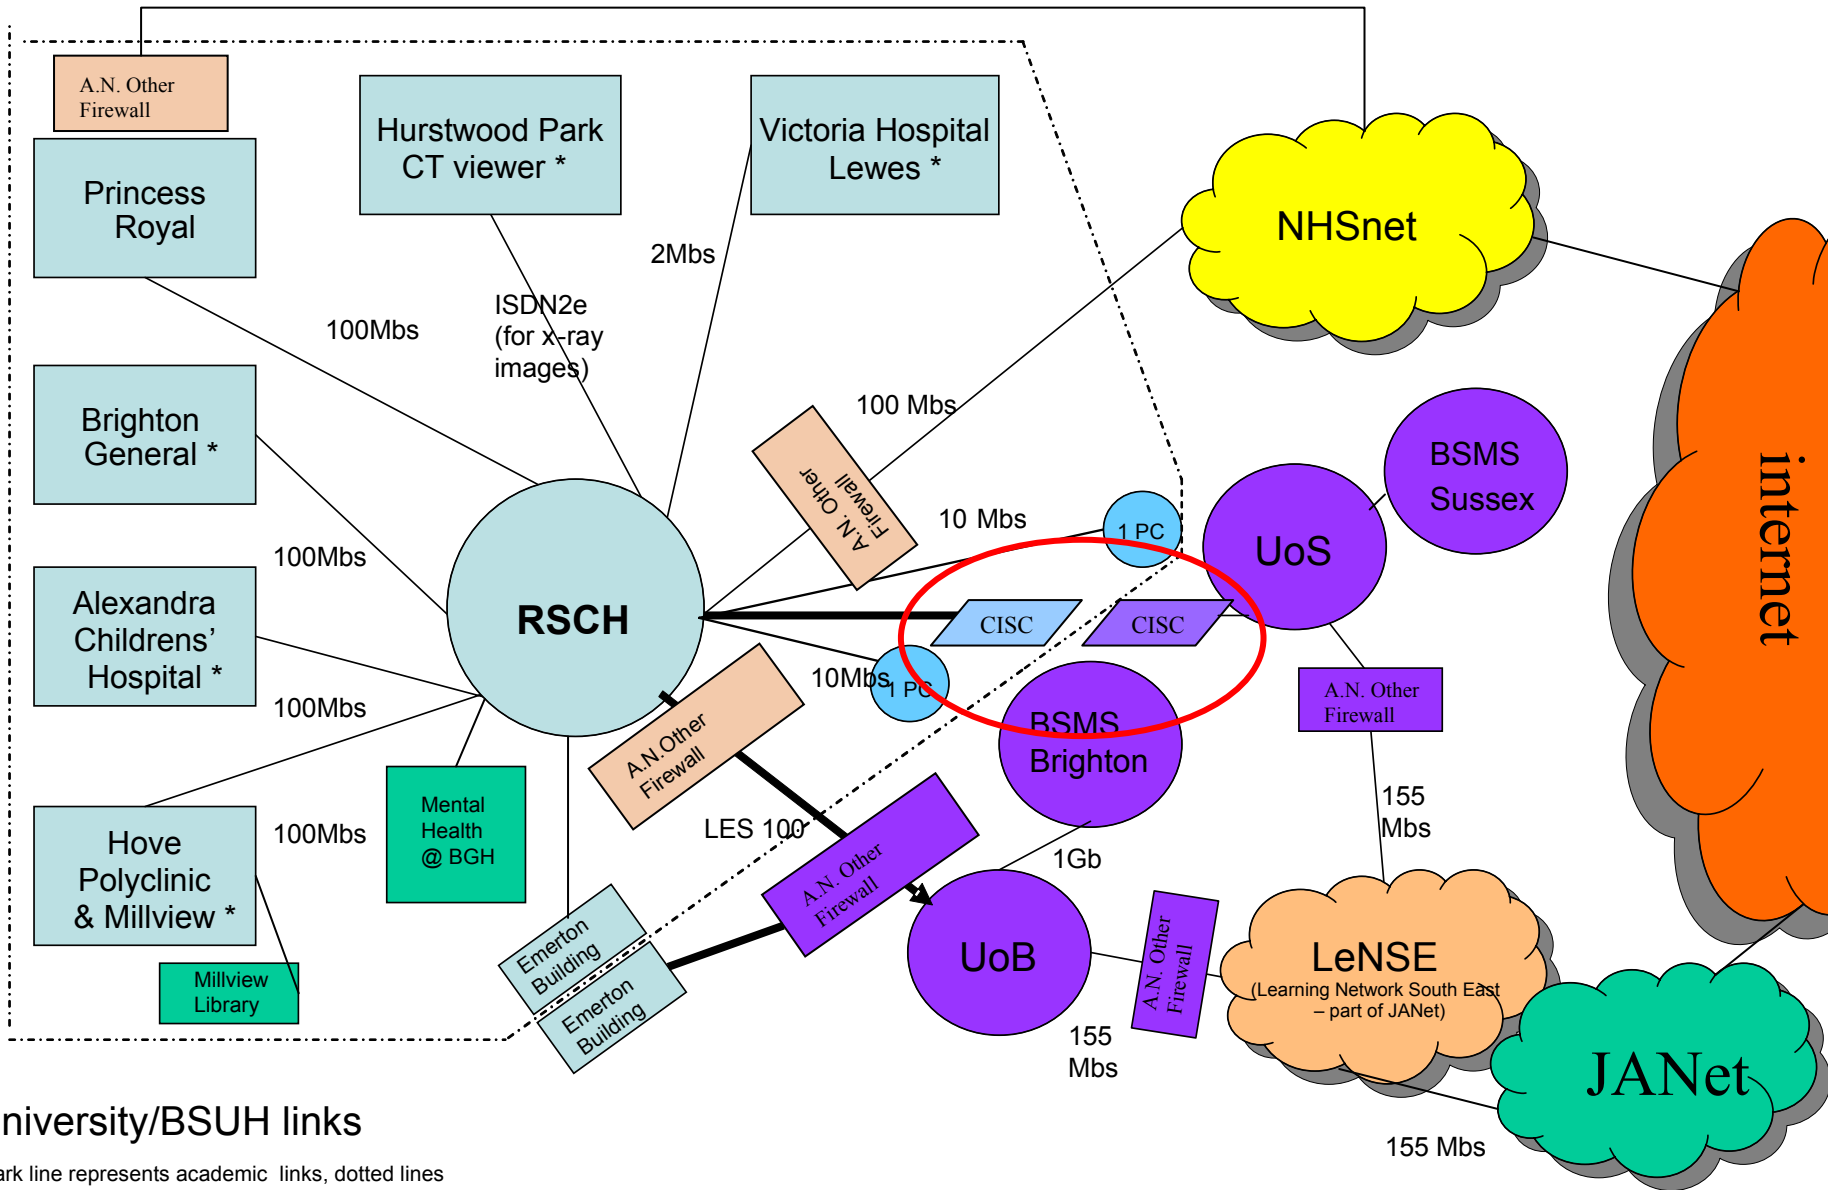 A.N. Other
Firewall
Princess
Royal
Hurstwood Park
CT viewer *
Victoria Hospital
Lewes *
NHSnet
internet
2Mbs
ISDN2e
(for x-ray
images)
100Mbs
100 Mbs
Brighton
General *
A.N. Other
Firewall
BSMS
Sussex
UoS
10 Mbs
1 PC
100Mbs
Alexandra
Childrens’
Hospital *
RSCH
CISC
CISC
10Mbs
1 PC
100Mbs
A.N.Other
Firewall
BSMS
Brighton
A.N. Other
Firewall
Mental
Health
@ BGH
LES 100
155
Mbs
Hove
Polyclinic
& Millview *
100Mbs
A.N. Other
Firewall
1Gb
Emerton
Building
Emerton
Building
UoB
A.N. Other
Firewall
LeNSE
(Learning Network South East
– part of JANet)
Millview
Library
155
Mbs
JANet
155 Mbs
niversity/BSUH links
ark line represents academic links, dotted lines